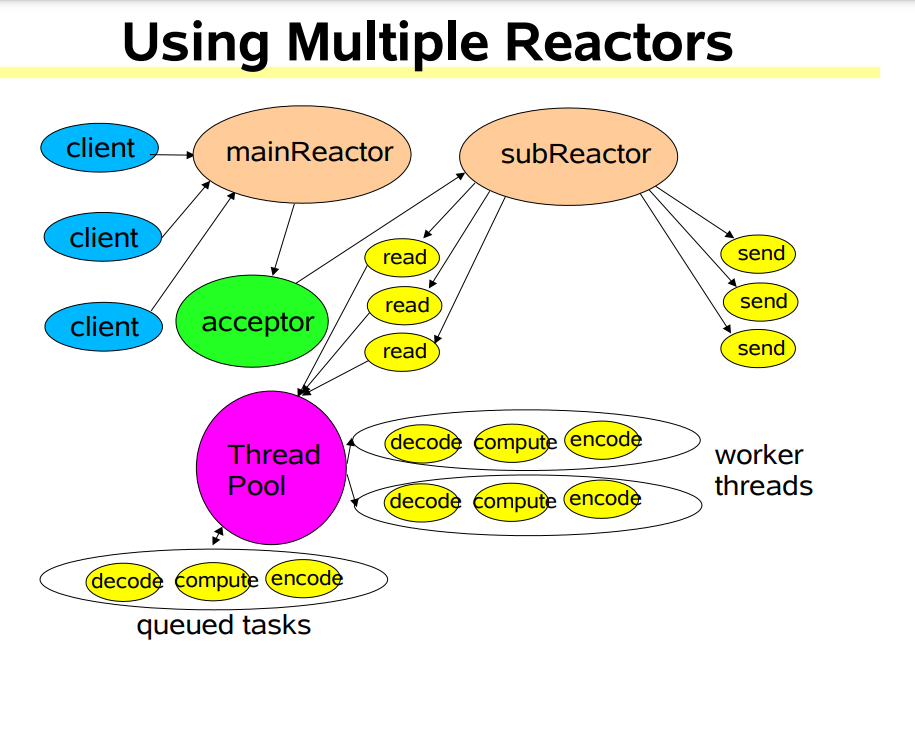 Using Multiple Reactors
client
mainReactor
subReactor
client
read
send
read
send
client
acceptor
read
send
Thread
Pool
decode compute encode
worker
threads
decode compute encode
decode compute encode
queued tasks